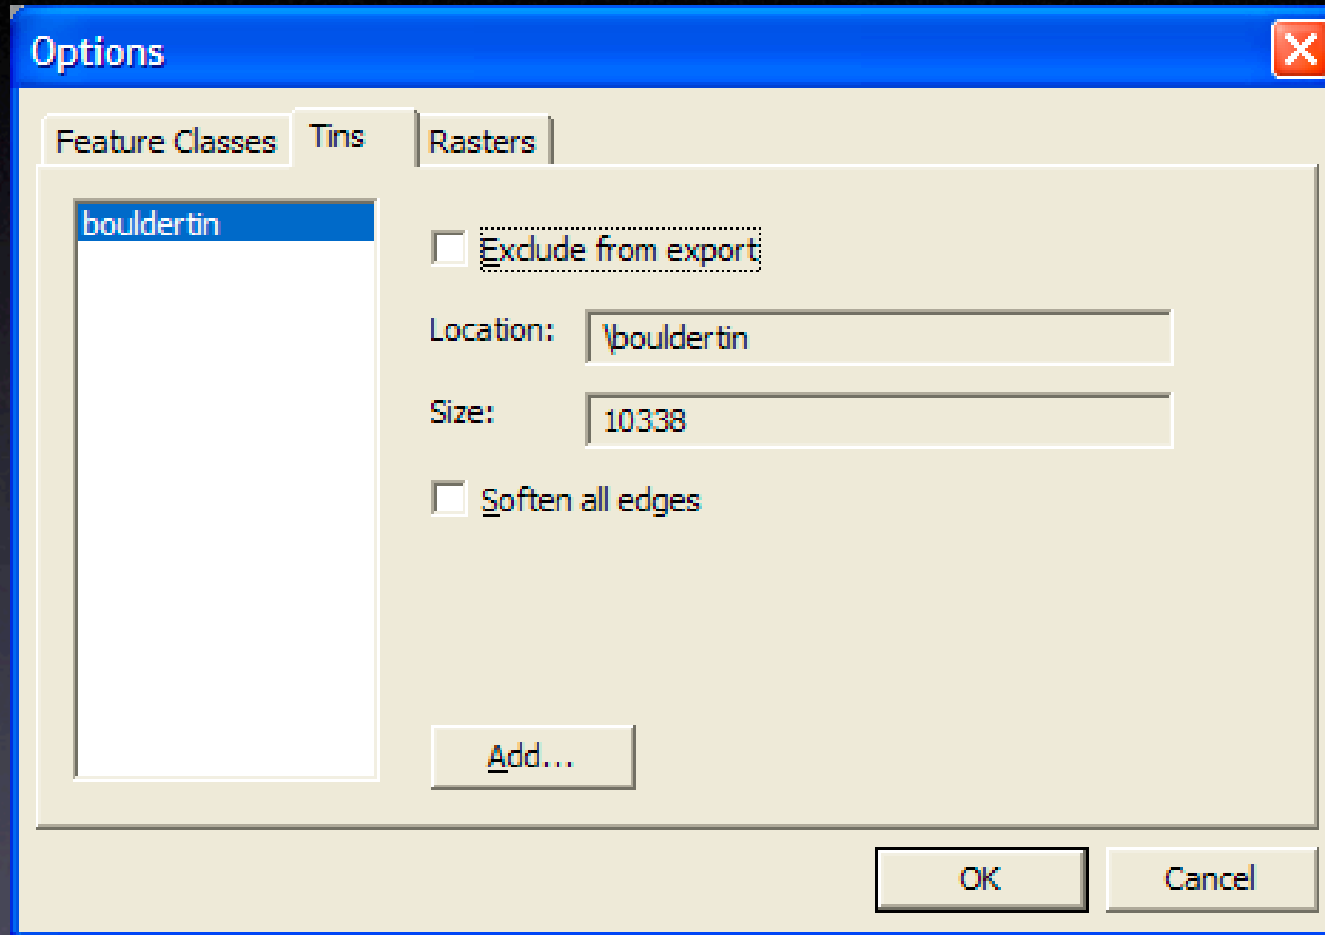 Options
Feature Classes Tins Rasters
bouldertin
Exclude from export
Location: \bouldertin
Size: 10338
Soften all edges
Add...
OK Cancel